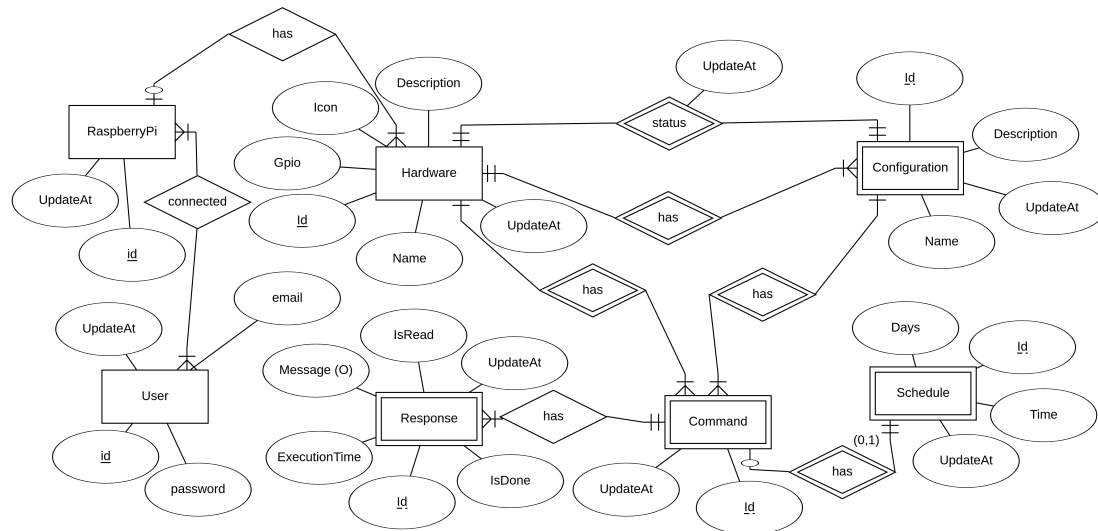 has
UpdateAt
Id
Description
Icon
RaspberryPi
status
Description
Gpio
Hardware
Configuration
UpdateAt
connected
Id
UpdateAt
has
UpdateAt
id
Name
Name
email
has
has
UpdateAt
IsRead
Days
Id
UpdateAt
Message (O)
User
Response
has
Command
Schedule
Time
(0,1)
id
ExecutionTime
UpdateAt
has
password
IsDone
UpdateAt
Id
Id